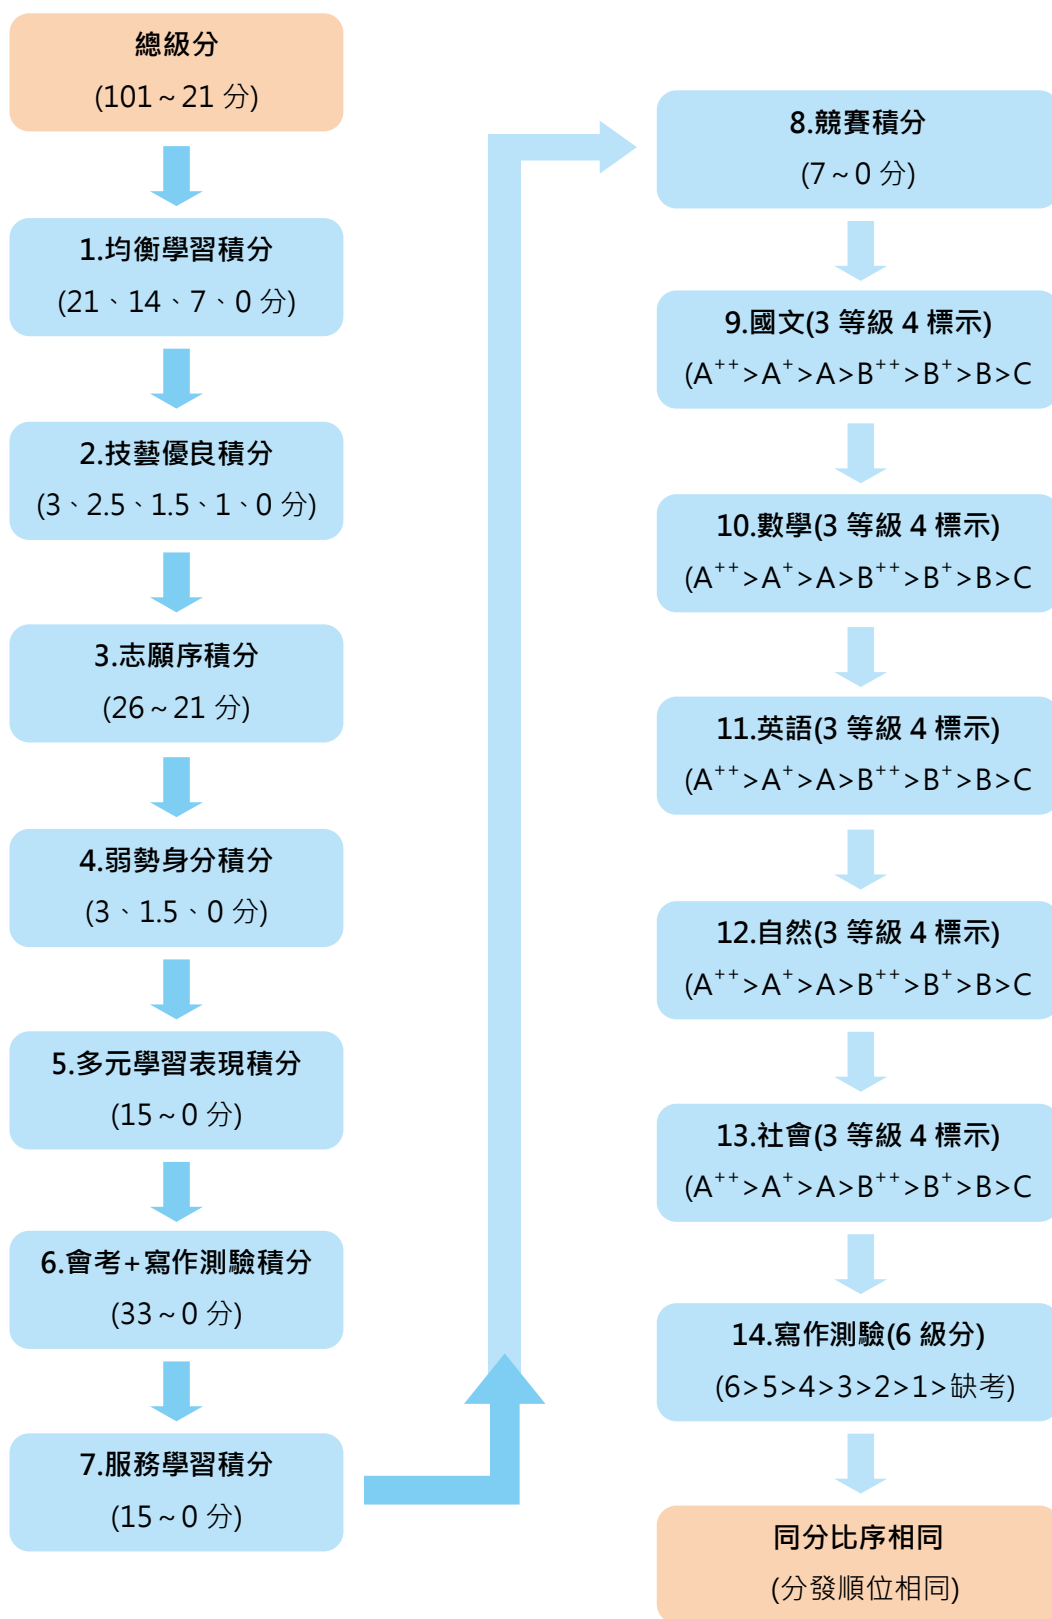 總級分
(101～21 分)
1.均衡學習積分
(21、14、7、0 分)
2.技藝優良積分
(3、2.5、1.5、1、0 分)
3.志願序積分
(26～21 分)
4.弱勢身分積分
(3、1.5、0 分)
5.多元學習表現積分
(15～0 分)
6.會考+寫作測驗積分
(33～0 分)
7.服務學習積分
(15～0 分)
8.競賽積分
(7～0 分)
9.國文(3 等級 4 標示)
(A⁺⁺>A⁺>A>B⁺⁺>B⁺>B>C
10.數學(3 等級 4 標示)
(A⁺⁺>A⁺>A>B⁺⁺>B⁺>B>C
11.英語(3 等級 4 標示)
(A⁺⁺>A⁺>A>B⁺⁺>B⁺>B>C
12.自然(3 等級 4 標示)
(A⁺⁺>A⁺>A>B⁺⁺>B⁺>B>C
13.社會(3 等級 4 標示)
(A⁺⁺>A⁺>A>B⁺⁺>B⁺>B>C
14.寫作測驗(6 級分)
(6>5>4>3>2>1>缺考)
同分比序相同
(分發順位相同)